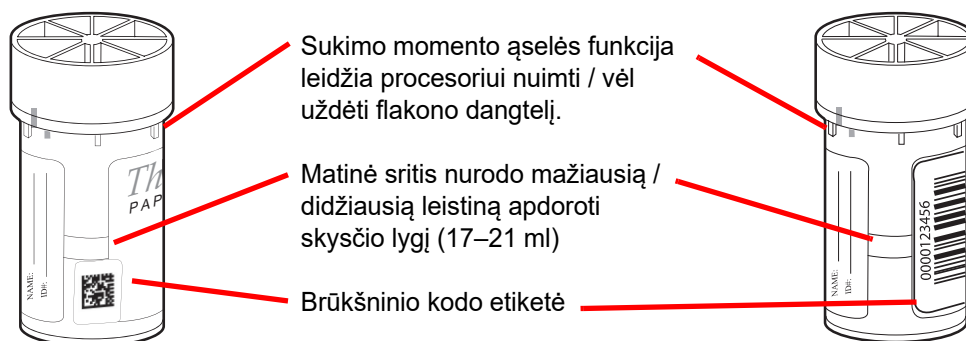 Sukimo momento ąselės funkcija
leidžia procesoriui nuimti / vėl
uždėti flakono dangtelį.
Matinė sritis nurodo mažiausią /
didžiausią leistiną apdoroti
skysčio lygį (17–21 ml)
Brūkšninio kodo etiketė
Th
PAP
NAME:
ID#:
NAME:
ID#:
0000123456